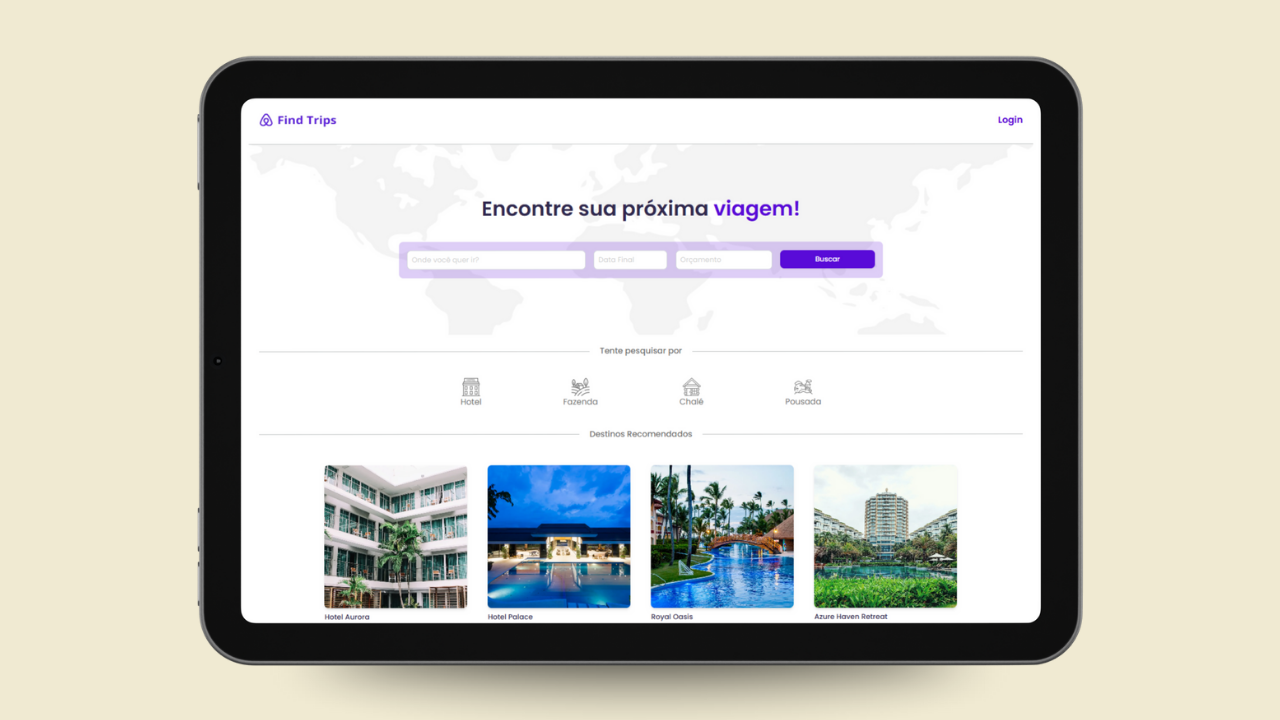 Find Trips
Login
Encontre sua próxima viagem!
Onde você quer ir?
Data Final
Orçamento
Buscar
Tente pesquisar por
Hotel
Fazenda
Chalé
Pousada
Destinos Recomendados
Hotel Aurora
Hotel Palace
Royal Oasis
Azure Haven Retreat